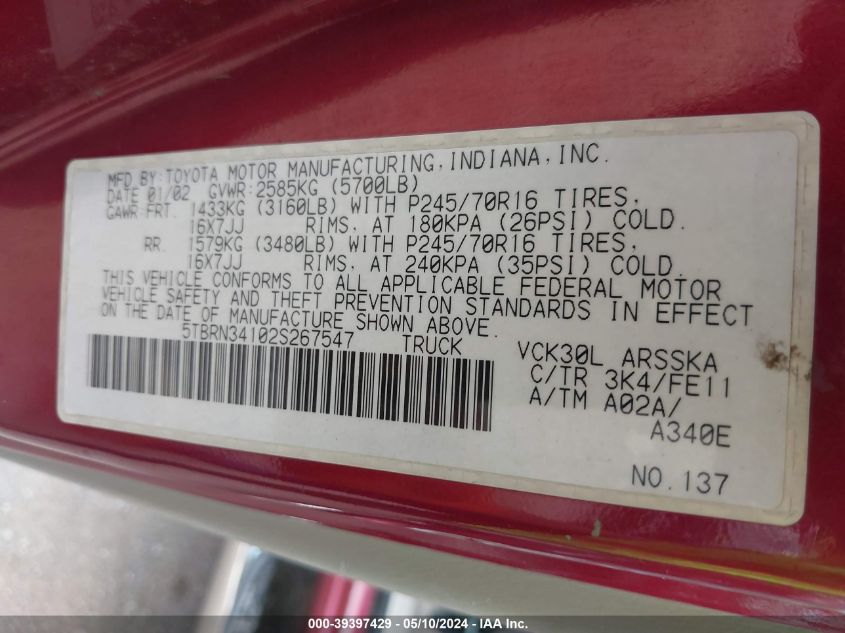 MFD.BY:TOYOTA MOTOR MANUFACTURING,INDIANA,INC.
DATE 01/02 GVWR:2585KG (5700LB)
GAWR:FRT. 1433KG (3160LB) WITH P245/70R16 TIRES,
16X7JJ RIMS, AT 180KPA (26PSI) COLD.
RR. 1579KG (3480LB) WITH P245/70R16 TIRES,
16X7JJ RIMS, AT 240KPA (35PSI) COLD.
THIS VEHICLE CONFORMS TO ALL APPLICABLE FEDERAL MOTOR
VEHICLE SAFETY AND THEFT PREVENTION STANDARDS IN EFFECT
ON THE DATE OF MANUFACTURE SHOWN ABOVE.
5TBRN34102S267547 TRUCK
VCK30L ARSSKA
C/TR 3K4/FE11
A/TM A02A/
A340E
NO.137
000-39397429 - 05/10/2024 - IAAI, Inc.